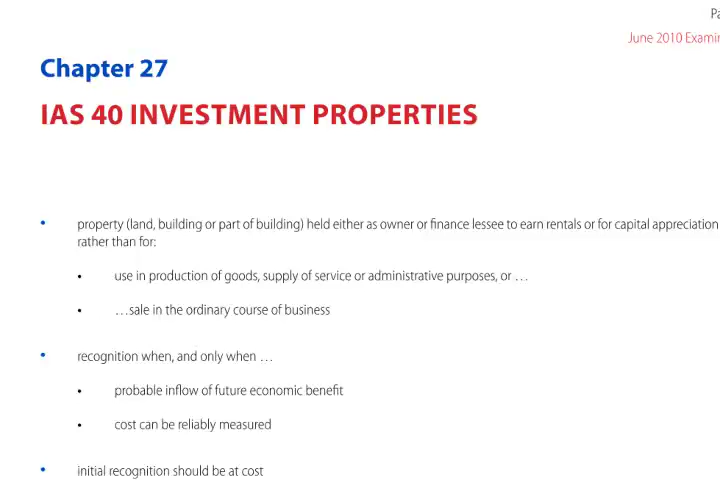 Pa
June 2010 Examin
Chapter 27
IAS 40 INVESTMENT PROPERTIES
• property (land, building or part of building) held either as owner or finance lessee to earn rentals or for capital appreciation
rather than for:
• use in production of goods, supply of service or administrative purposes, or …
• …sale in the ordinary course of business
• recognition when, and only when …
• probable inflow of future economic benefit
• cost can be reliably measured
• initial recognition should be at cost